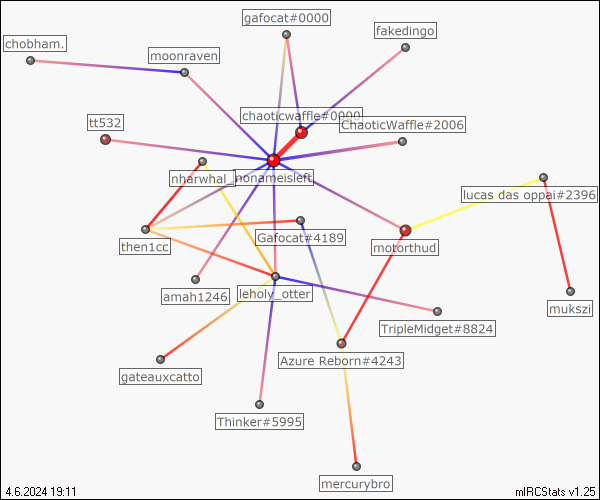 gafocat#0000
fakedingo
chobham.
moonraven
chaoticwaffle#0000
tt532
ChaoticWaffle#2006
nharwhal_
nonameisleft
lucas das oppai#2396
then1cc
Gafocat#4189
motorthud
amah1246
leholy_otter
mukszi
TripleMidget#8824
Azure Reborn#4243
gateauxcatto
Thinker#5995
mercurybro
4.6.2024 19:11
mIRCStats v1.25